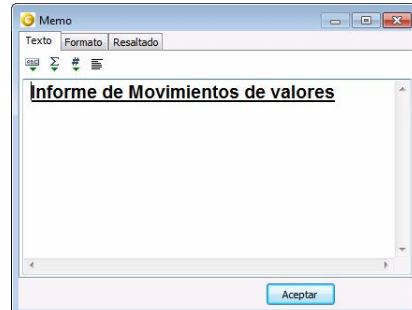 Memo
Texto Formato Resaltado
Informe de Movimientos de valores
Aceptar